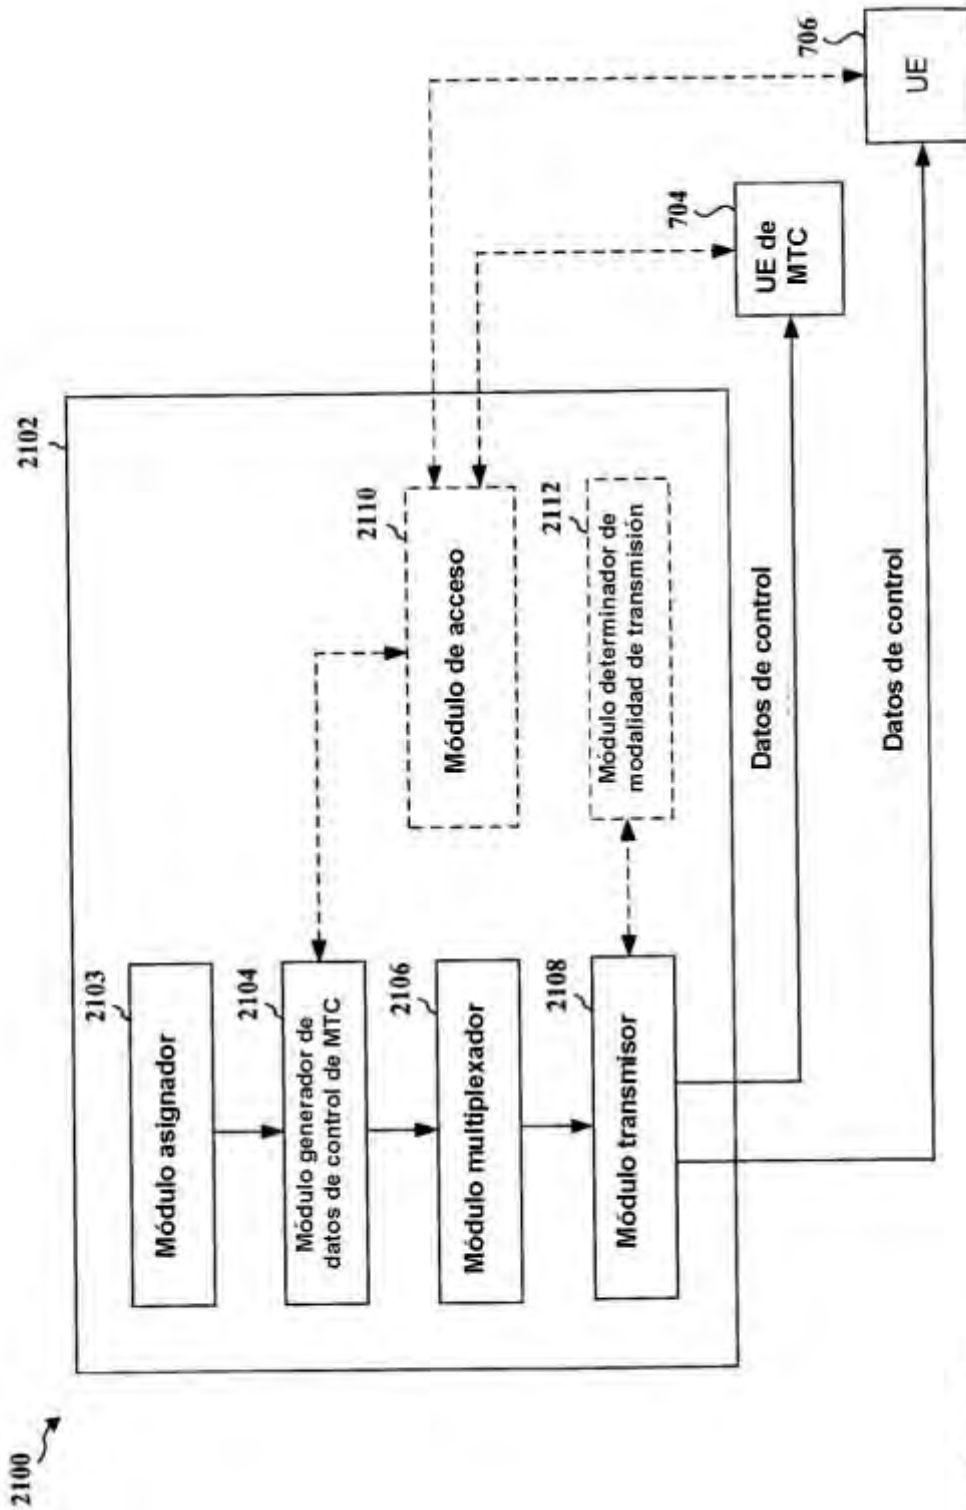 2100
2102
2103
Módulo asignador
2104
Módulo generador de
datos de control de MTC
2106
Módulo multiplexador
2108
Módulo transmisor
2110
Módulo de acceso
2112
Módulo determinador de
modalidad de transmisión
Datos de control
Datos de control
704
UE de
MTC
706
UE